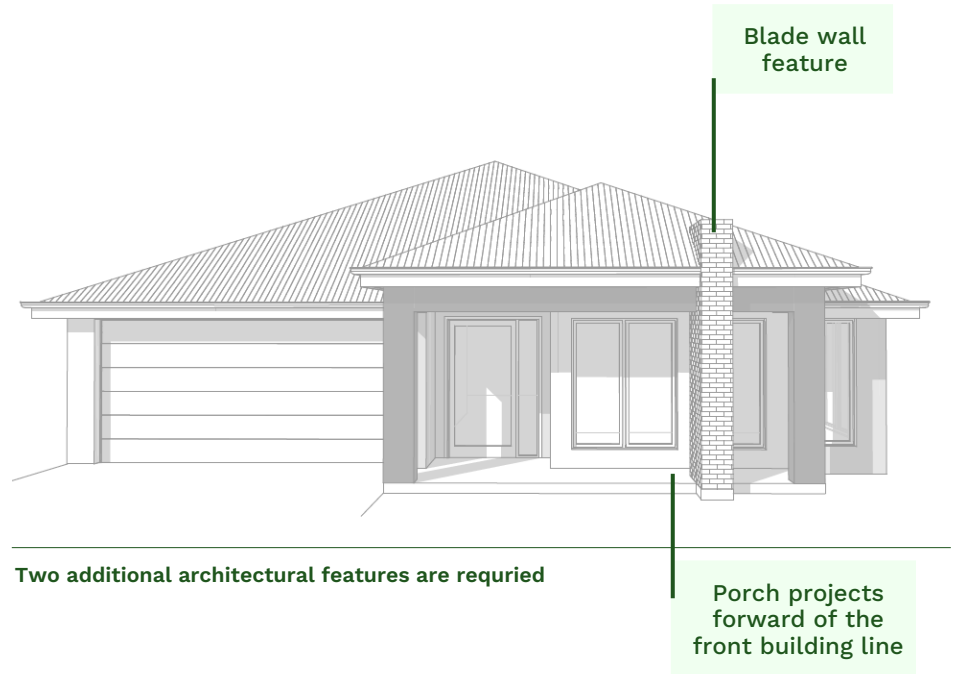 Blade wall
feature
Two additional architectural features are requried
Porch projects
forward of the
front building line